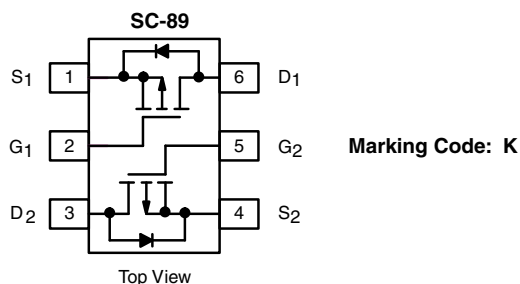 SC-89
S1 1 6 D1
G1 2 5 G2 Marking Code: K
D2 3 4 S2
Top View